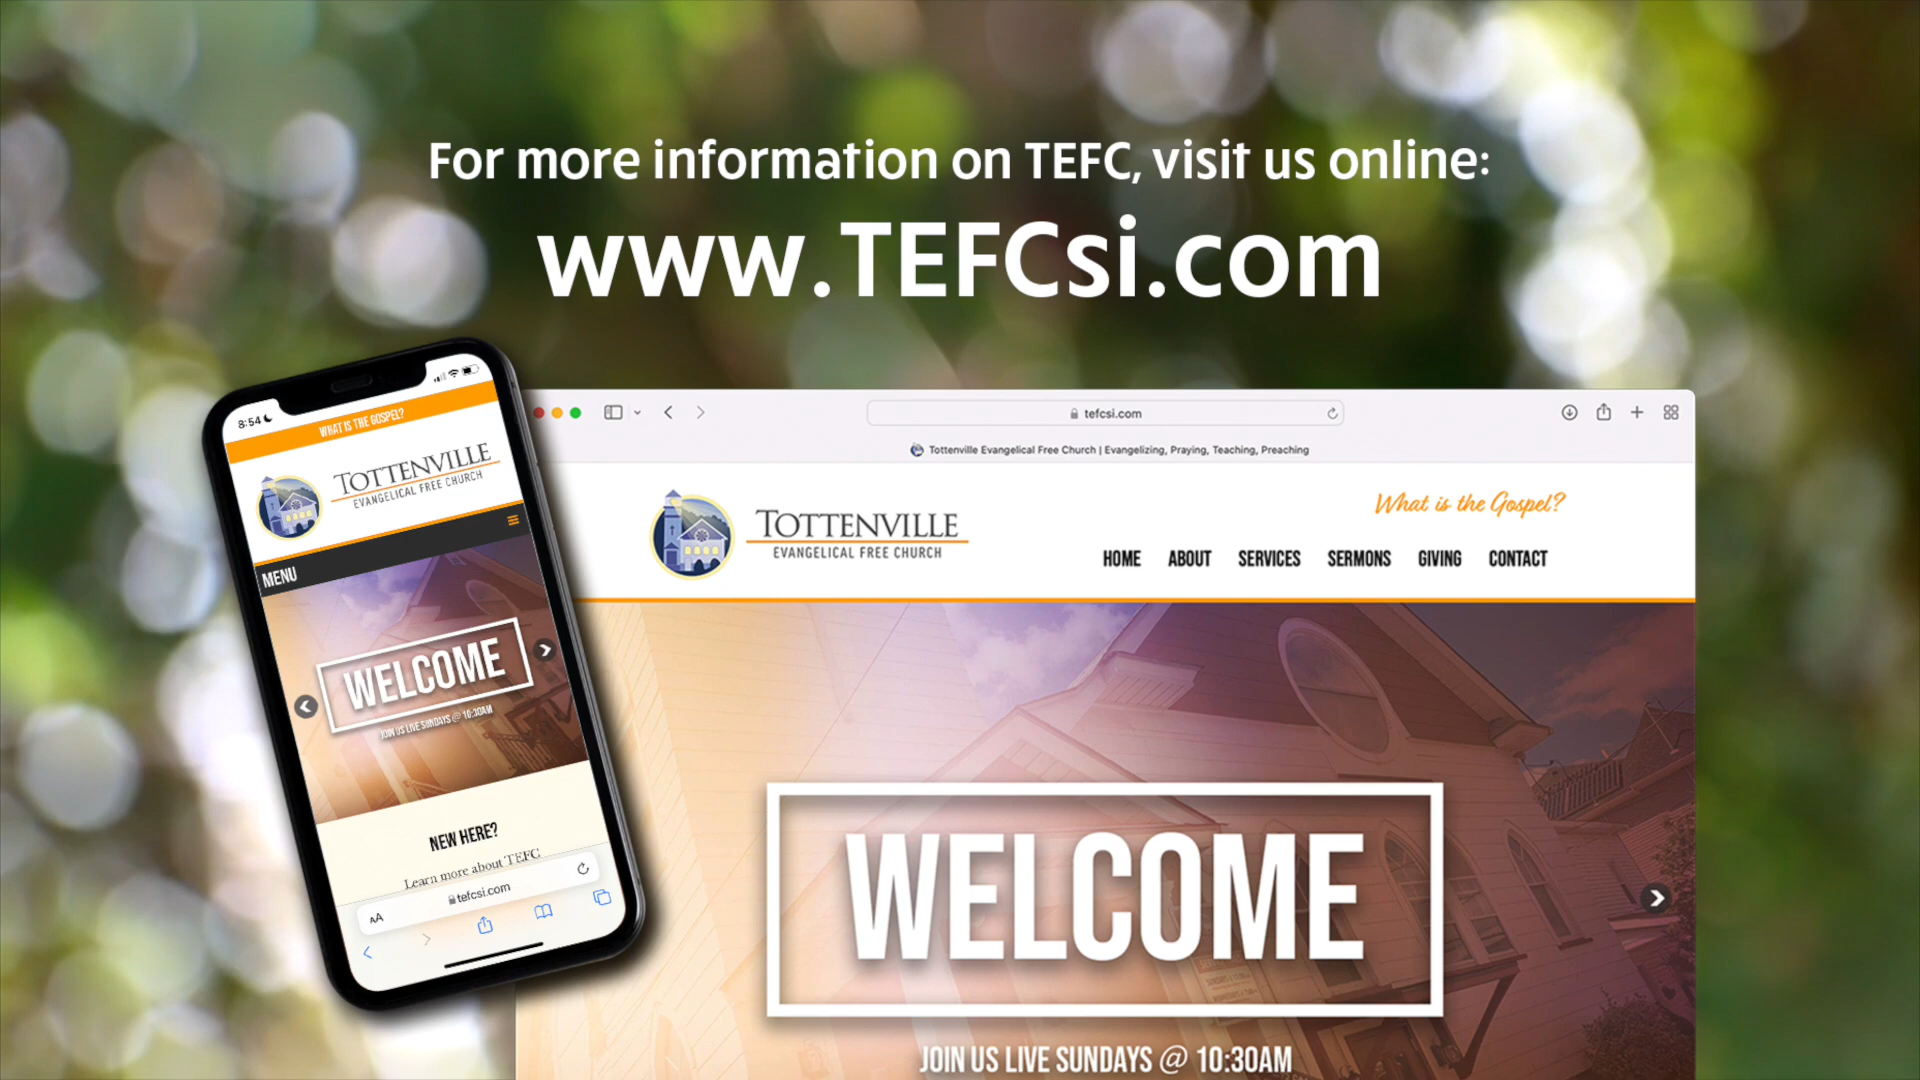 For more information on TEFC, visit us online:
www.TEFCsi.com
8:54
WHAT IS THE GOSPEL?
TOTTENVILLE
EVANGELICAL FREE CHURCH
MENU
WELCOME
JOIN US LIVE SUNDAYS @ 10:30AM
NEW HERE?
Learn more about TEFC
AA
tefcsi.com
tefcsi.com
Tottenville Evangelical Free Church | Evangelizing, Praying, Teaching, Preaching
TOTTENVILLE
EVANGELICAL FREE CHURCH
What is the Gospel?
HOME ABOUT SERVICES SERMONS GIVING CONTACT
WELCOME
JOIN US LIVE SUNDAYS @ 10:30AM